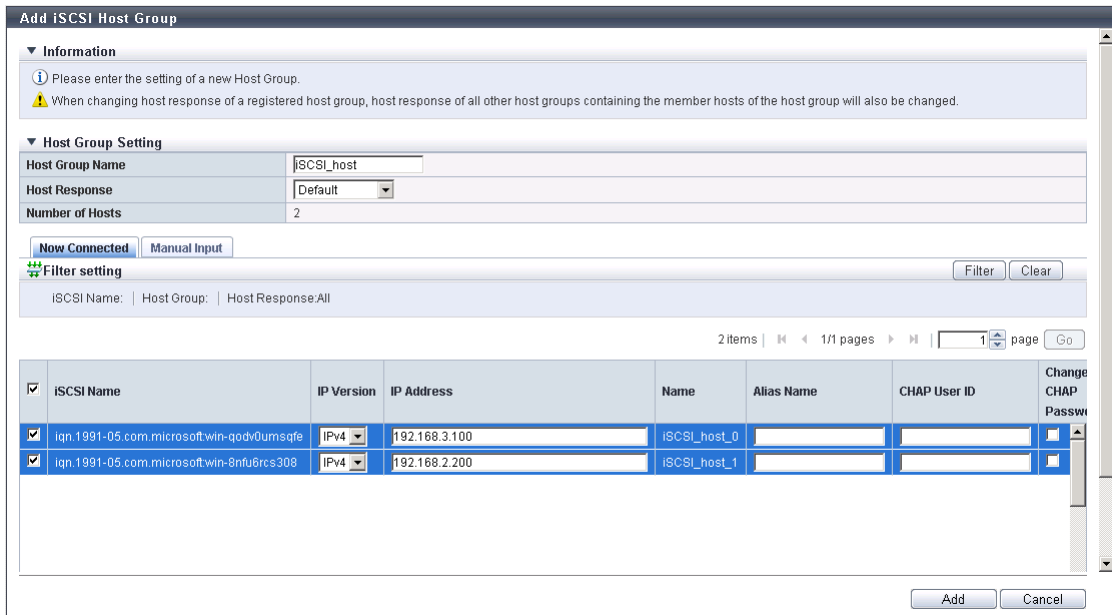 Add iSCSI Host Group
Information
Please enter the setting of a new Host Group.
When changing host response of a registered host group, host response of all other host groups containing the member hosts of the host group will also be changed.
Host Group Setting
Host Group Name iSCSI_host
Host Response Default
Number of Hosts 2
Now Connected Manual Input
Filter setting Filter Clear
iSCSI Name: | Host Group: | Host Response:All
2 items | 1/1 pages | 1 page Go
iSCSI Name IP Version IP Address Name Alias Name CHAP User ID Change CHAP Passwo
iqn.1991-05.com.microsoft:win-qodv0umsqfe IPv4 192.168.3.100 iSCSI_host_0
iqn.1991-05.com.microsoft:win-8nfu6rcs308 IPv4 192.168.2.200 iSCSI_host_1
Add Cancel